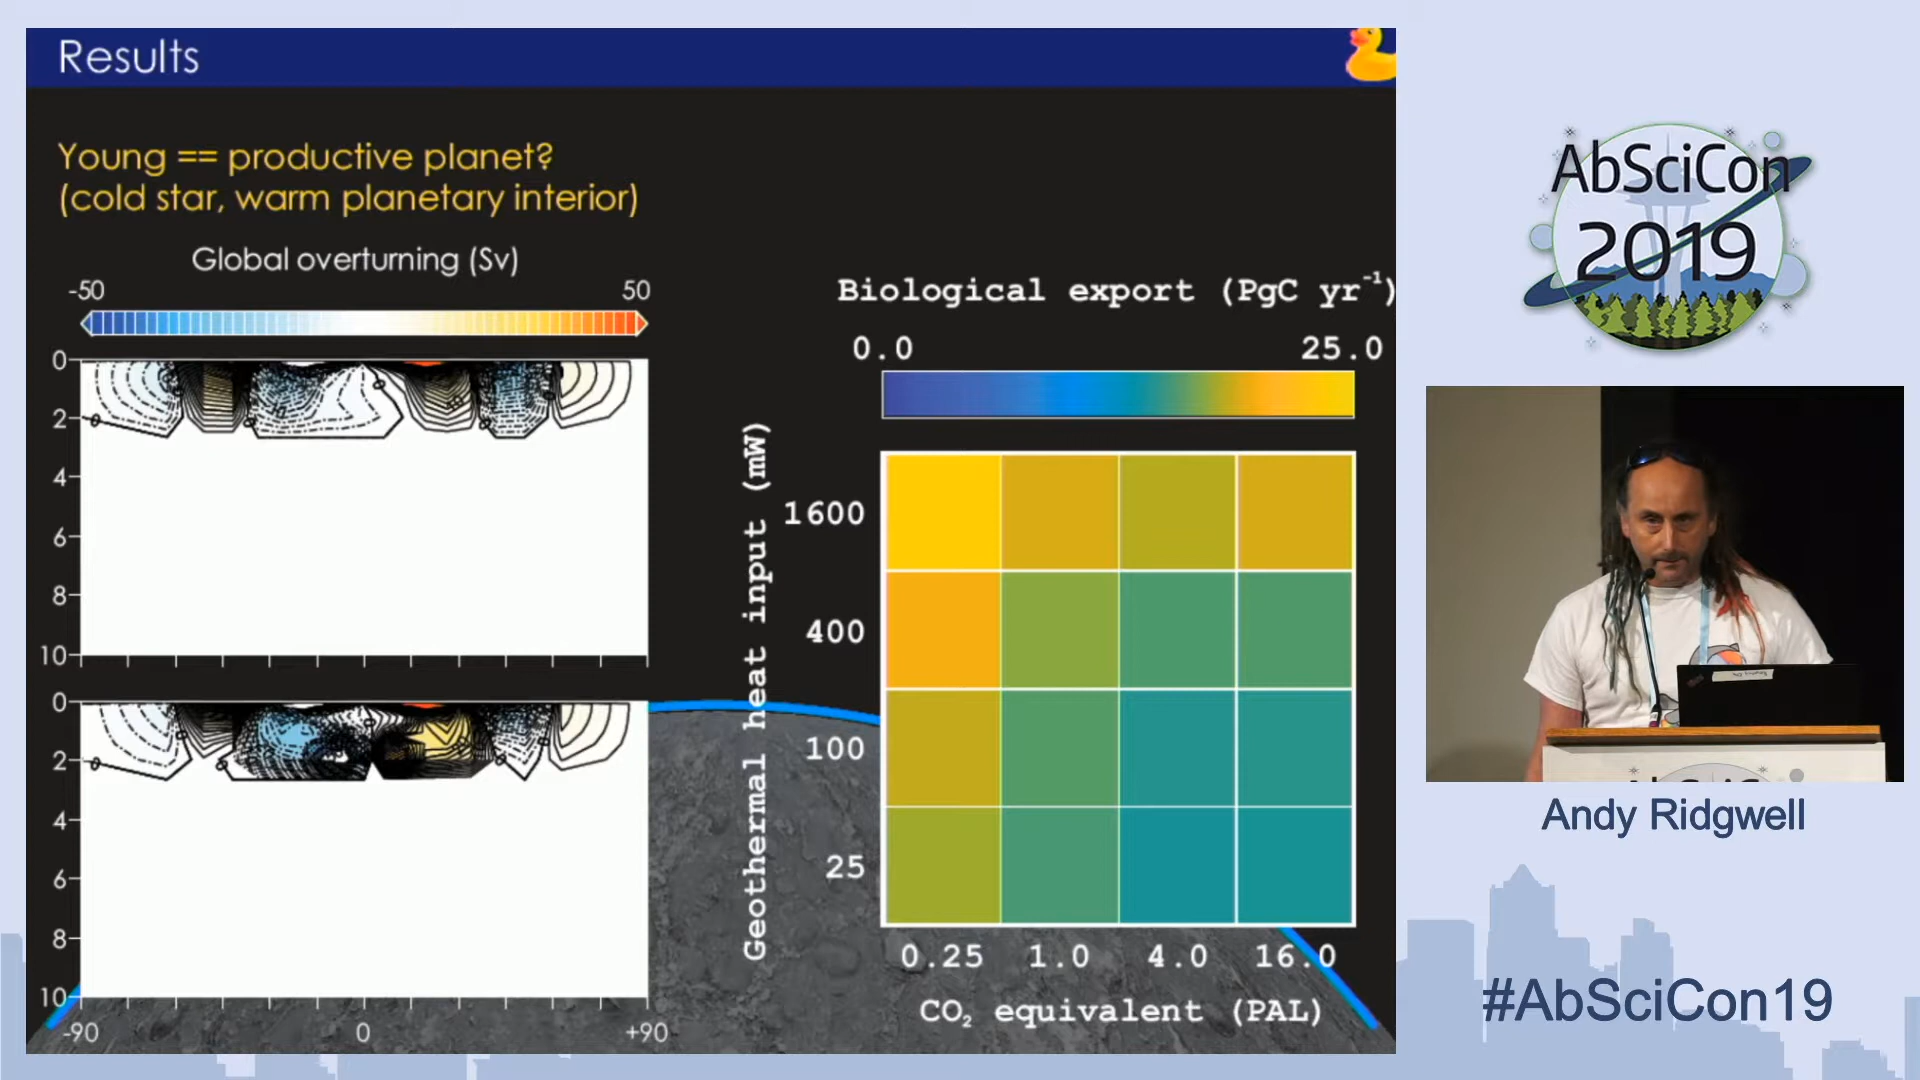 Results
Young == productive planet?
(cold star, warm planetary interior)
Global overturning (Sv)
-50 50
0
2
4
6
8
10
0
2
4
6
8
10
-90 0 +90
Biological export (PgC yr⁻¹)
0.0 25.0
Geothermal heat input (mW)
1600
400
100
25
0.25 1.0 4.0 16.0
CO₂ equivalent (PAL)
AbSciCon
2019
AbSciCon
Andy Ridgwell
#AbSciCon19